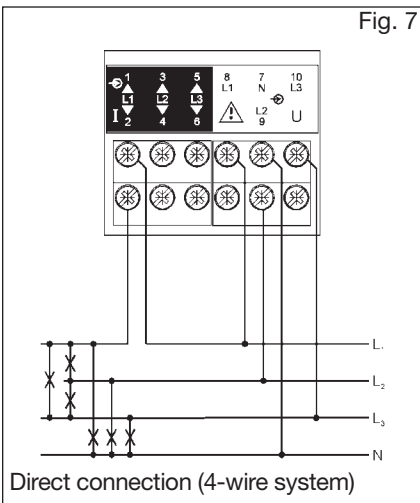 Fig. 7
1 3 5 8 7 10
L1 N L3
L1 L2 L3
I 2 4 6 L2 9 U
L
L₂
L₃
N
Direct connection (4-wire system)